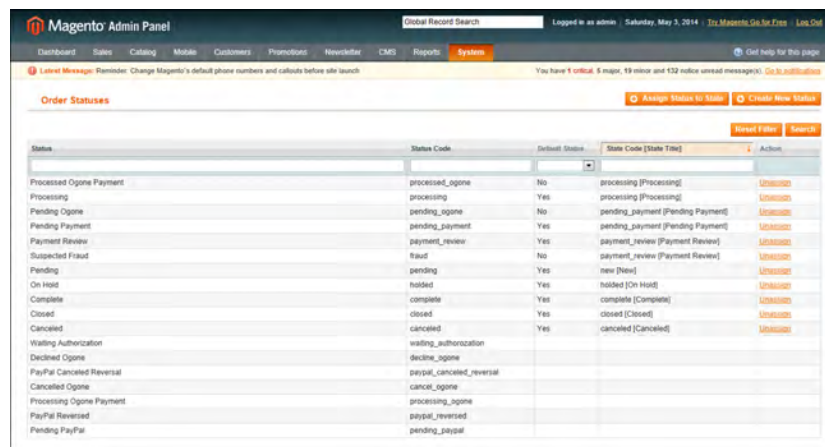 Magento Admin Panel
Global Record Search
Logged in as admin | Saturday, May 3, 2014 | Try Magento Go for Free | Log Out
Dashboard Sales Catalog Mobile Customers Promotions Newsletter CMS Reports System
Get help for this page
Latest Message: Reminder: Change Magento's default phone numbers and callouts before site launch
You have 1 critical, 5 major, 19 minor and 132 notice unread message(s). Go to notifications
Order Statuses
Assign Status to State Create New Status
Reset Filter Search
Status Status Code Default Status State Code [State Title] Action
Processed Ogone Payment processed_ogone No processing [Processing] Unassign
Processing processing Yes processing [Processing] Unassign
Pending Ogone pending_ogone No pending_payment [Pending Payment] Unassign
Pending Payment pending_payment Yes pending_payment [Pending Payment] Unassign
Payment Review payment_review Yes payment_review [Payment Review] Unassign
Suspected Fraud fraud No payment_review [Payment Review] Unassign
Pending pending Yes new [New] Unassign
On Hold holded Yes holded [On Hold] Unassign
Complete complete Yes complete [Complete] Unassign
Closed closed Yes closed [Closed] Unassign
Canceled canceled Yes canceled [Canceled] Unassign
Waiting Authorization waiting_authorozation
Declined Ogone decline_ogone
PayPal Canceled Reversal paypal_canceled_reversal
Cancelled Ogone cancel_ogone
Processing Ogone Payment processing_ogone
PayPal Reversed paypal_reversed
Pending PayPal pending_paypal